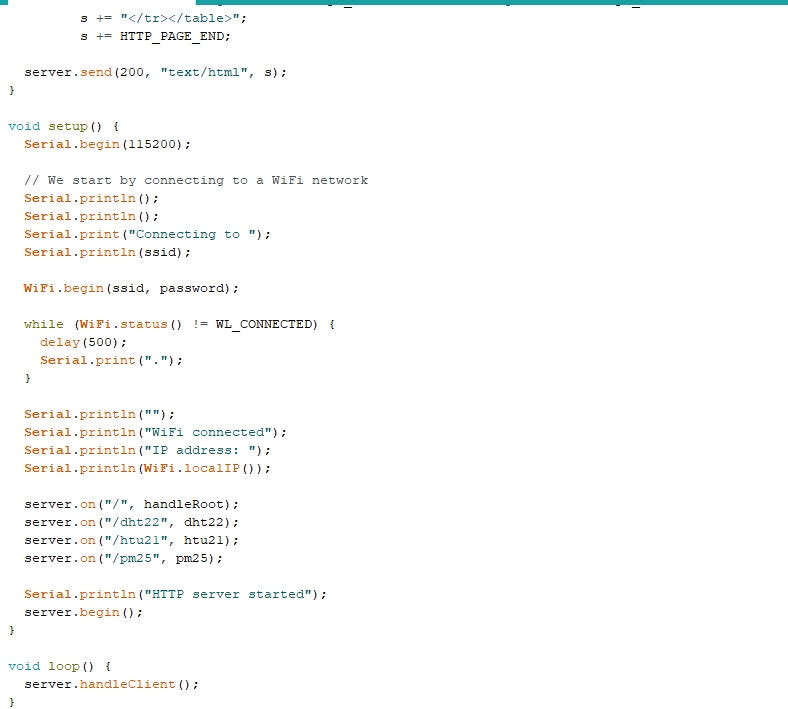 s += "</tr></table>";
s += HTTP_PAGE_END;
server.send(200, "text/html", s);
}
void setup() {
Serial.begin(115200);
// We start by connecting to a WiFi network
Serial.println();
Serial.println();
Serial.print("Connecting to ");
Serial.println(ssid);
WiFi.begin(ssid, password);
while (WiFi.status() != WL_CONNECTED) {
delay(500);
Serial.print(".");
}
Serial.println("");
Serial.println("WiFi connected");
Serial.println("IP address: ");
Serial.println(WiFi.localIP());
server.on("/", handleRoot);
server.on("/dht22", dht22);
server.on("/htu21", htu21);
server.on("/pm25", pm25);
Serial.println("HTTP server started");
server.begin();
}
void loop() {
server.handleClient();
}